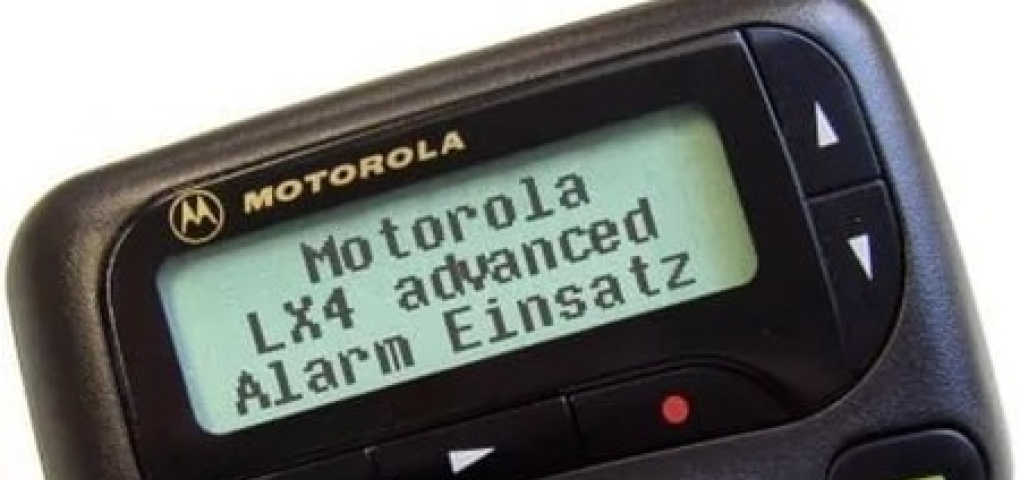 MOTOROLA
Motorola
LX4 advanced
Alarm Einsatz